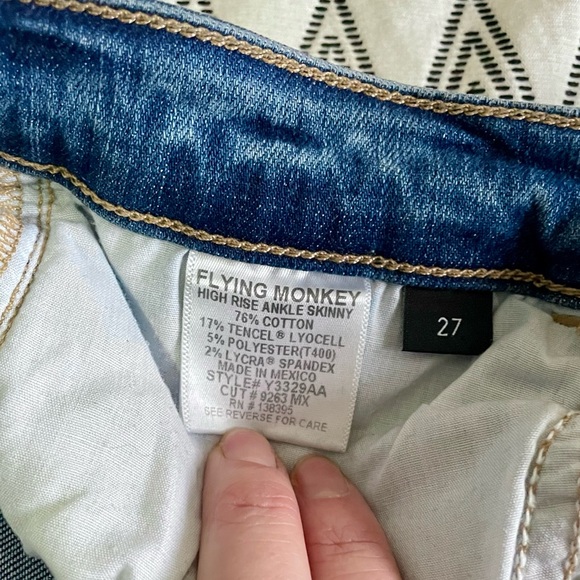 FLYING MONKEY
HIGH RISE ANKLE SKINNY
76% COTTON
17% TENCEL® LYOCELL
5% POLYESTER(T400)
2% LYCRA® SPANDEX
MADE IN MEXICO
STYLE# Y3329AA
CUT# 9263 MX
RN # 138395
SEE REVERSE FOR CARE
27